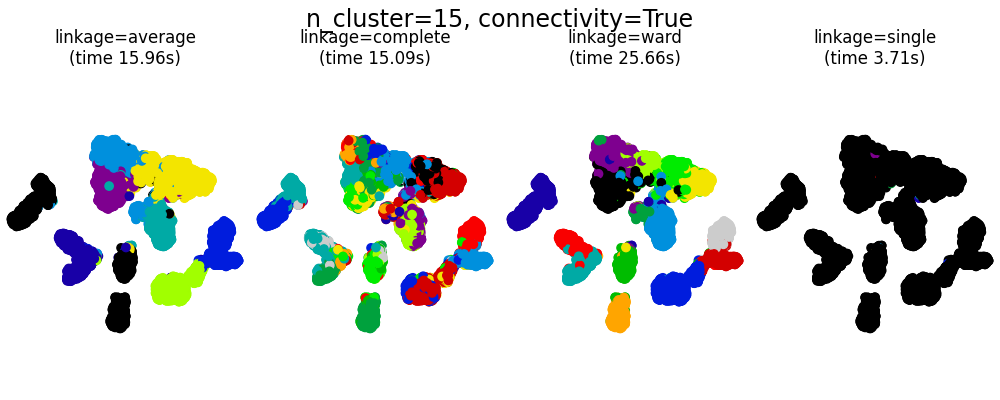 n_cluster=15, connectivity=True
linkage=average
(time 15.96s)
linkage=complete
(time 15.09s)
linkage=ward
(time 25.66s)
linkage=single
(time 3.71s)